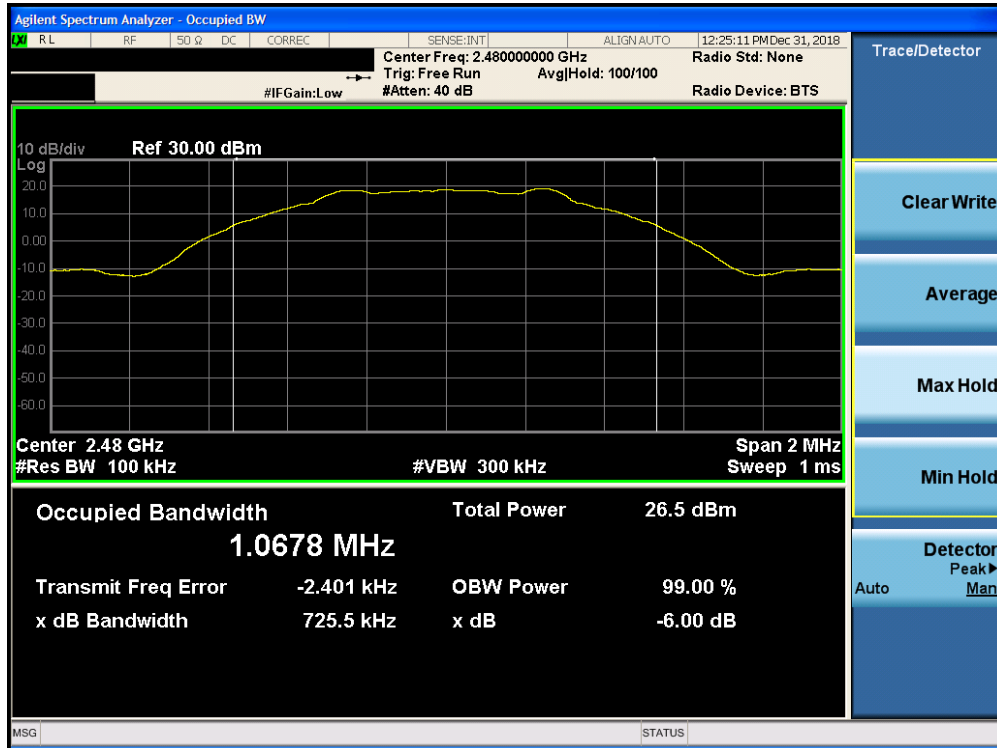 Agilent Spectrum Analyzer - Occupied BW
LXI RL RF 50 Ω DC CORREC SENSE:INT ALIGN AUTO 12:25:11 PM Dec 31, 2018
Center Freq: 2.480000000 GHz Radio Std: None
Trig: Free Run Avg|Hold: 100/100
#IFGain:Low #Atten: 40 dB Radio Device: BTS
Trace/Detector
10 dB/div Ref 30.00 dBm
Log
20.0
10.0
0.00
-10.0
-20.0
-30.0
-40.0
-50.0
-60.0
Center 2.48 GHz Span 2 MHz
#Res BW 100 kHz #VBW 300 kHz Sweep 1 ms
Occupied Bandwidth Total Power 26.5 dBm
1.0678 MHz
Transmit Freq Error -2.401 kHz OBW Power 99.00 %
x dB Bandwidth 725.5 kHz x dB -6.00 dB
Clear Write
Average
Max Hold
Min Hold
Detector
Peak▶
Auto Man
MSG STATUS